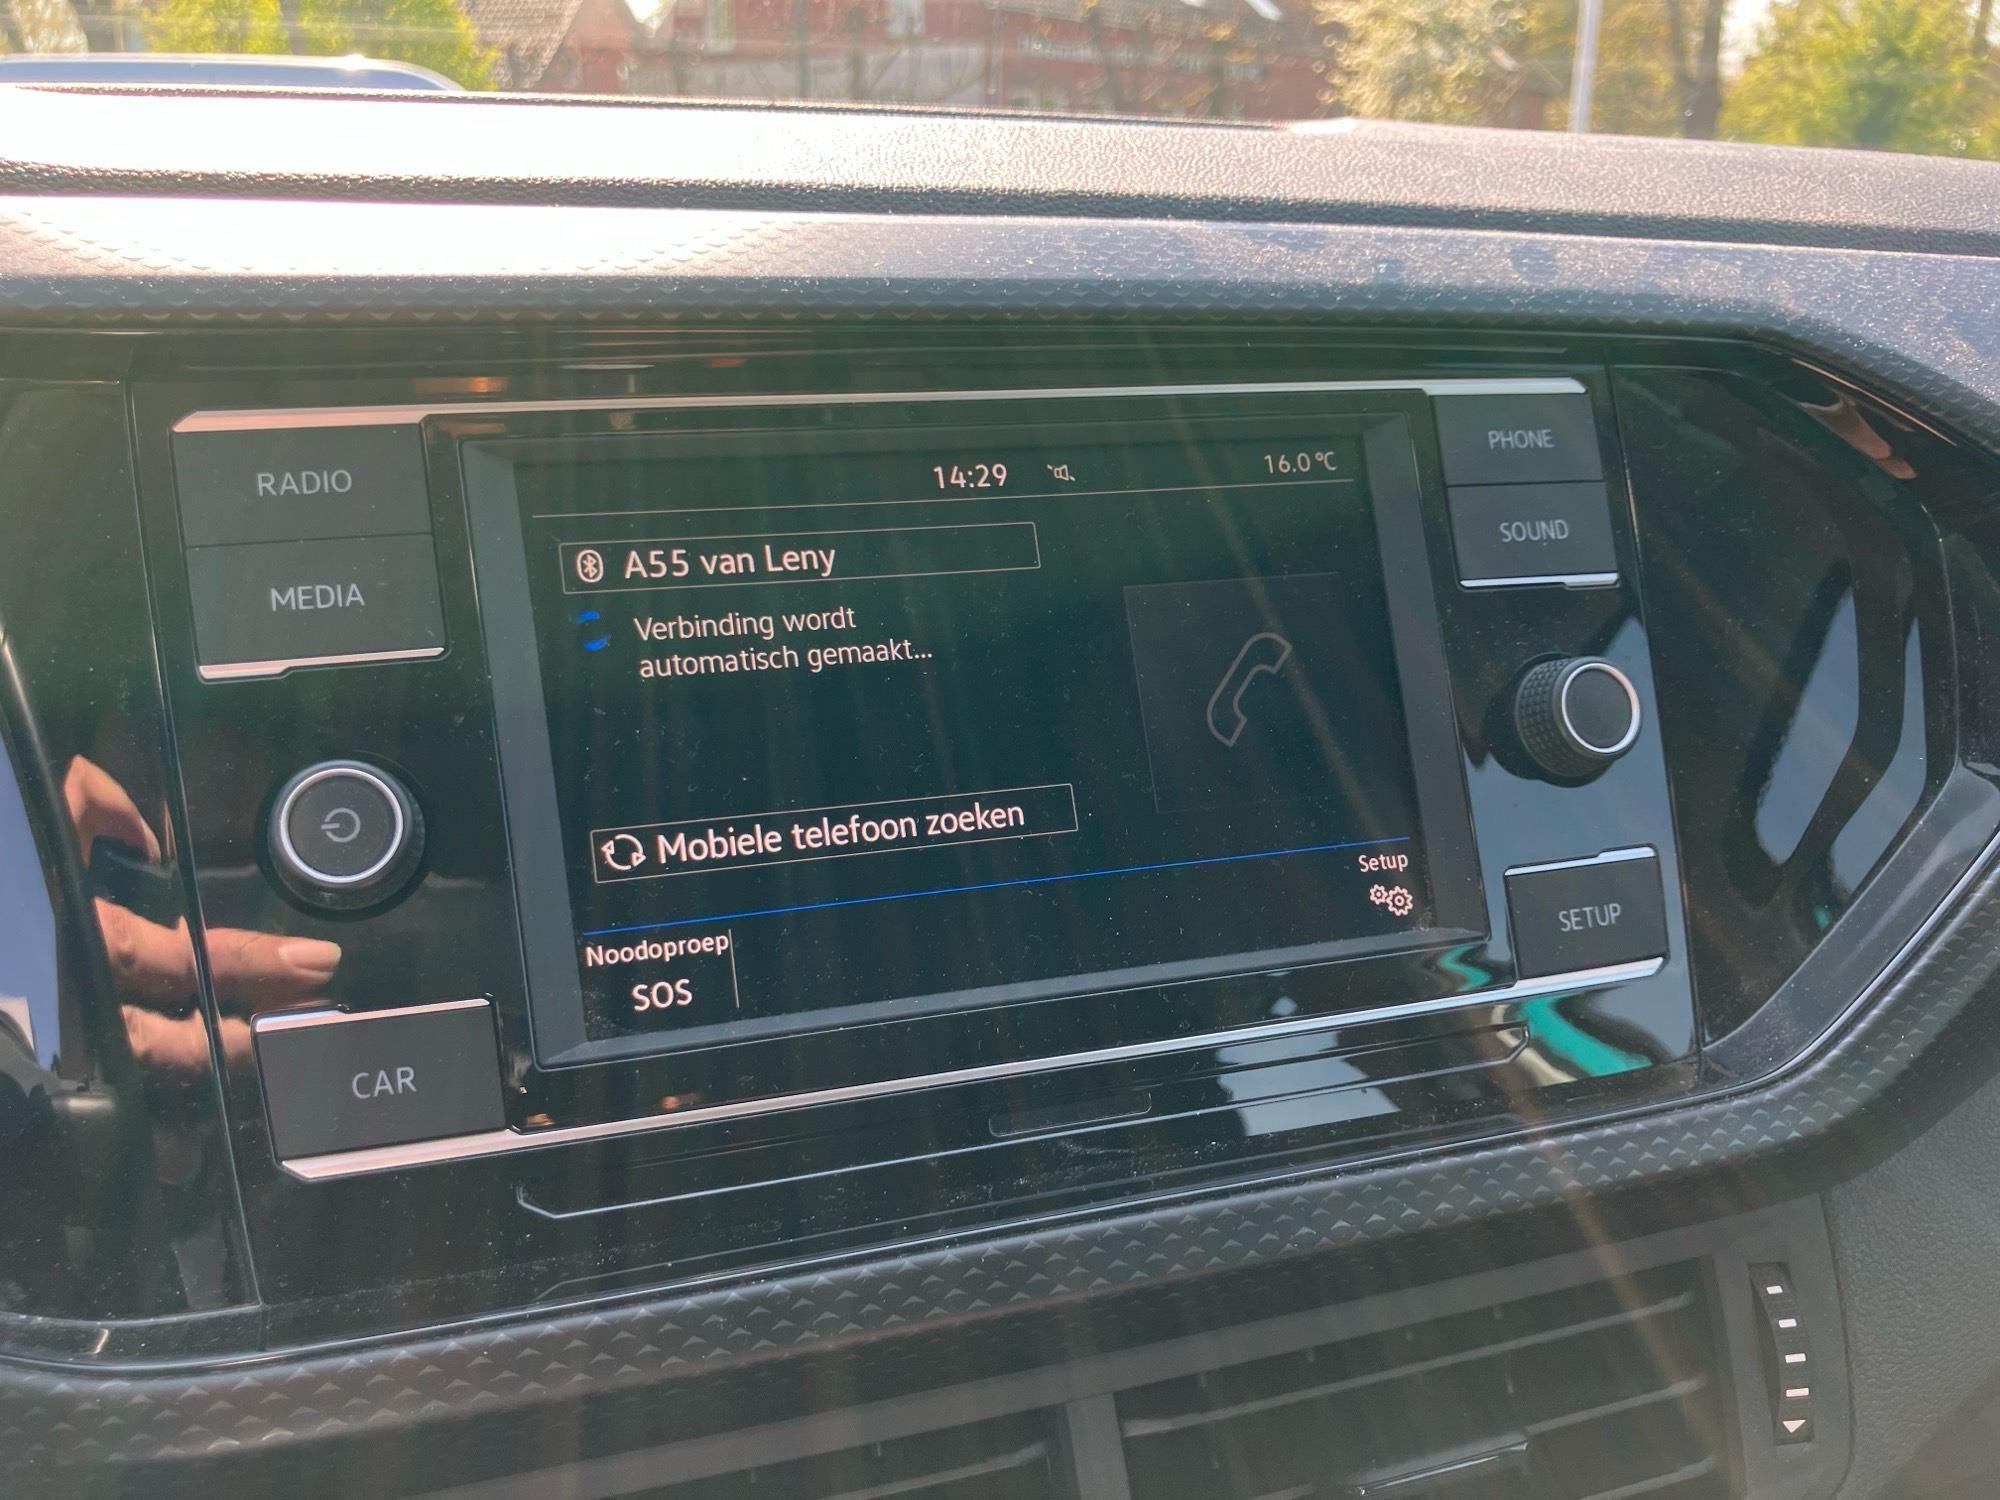 RADIO
MEDIA
CAR
14:29
16.0 °C
A55 van Leny
Verbinding wordt
automatisch gemaakt...
Mobiele telefoon zoeken
Setup
Noodoproep
SOS
PHONE
SOUND
SETUP